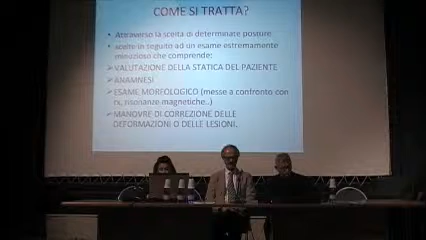 COME SI TRATTA?
• Attraverso la scelta di determinate posture
• scelte in seguito ad un esame estremamente
minozioso che comprende:
➢VALUTAZIONE DELLA STATICA DEL PAZIENTE
➢ANAMNESI
➢ESAME MORFOLOGICO (messe a confronto con
rx, risonanze magnetiche..)
➢MANOVRE DI CORREZIONE DELLE
DEFORMAZIONI O DELLE LESIONI.